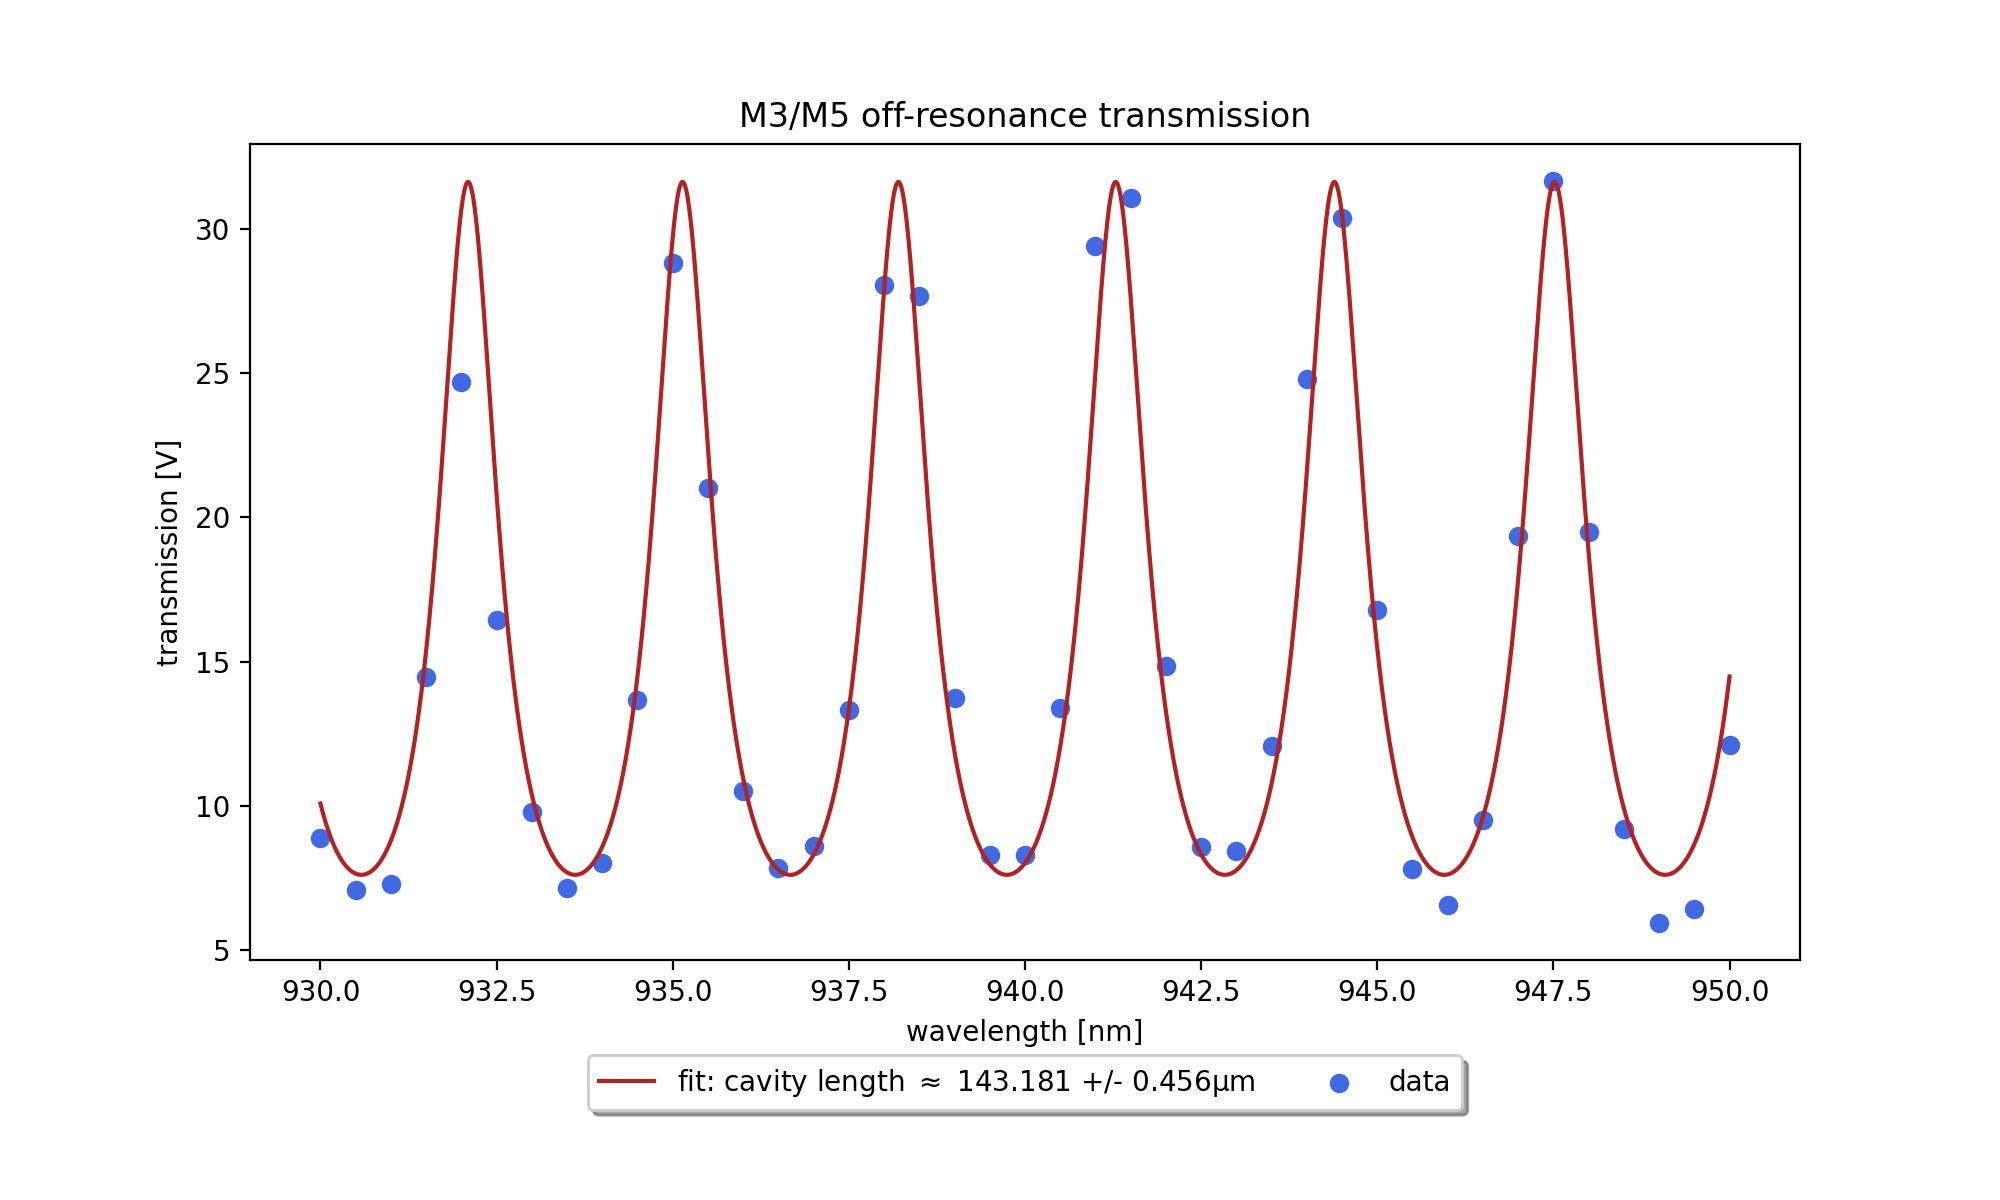 M3/M5 off-resonance transmission
transmission [V]
30
25
20
15
10
5
930.0 932.5 935.0 937.5 940.0 942.5 945.0 947.5 950.0
wavelength [nm]
fit: cavity length ≈ 143.181 +/- 0.456μm data